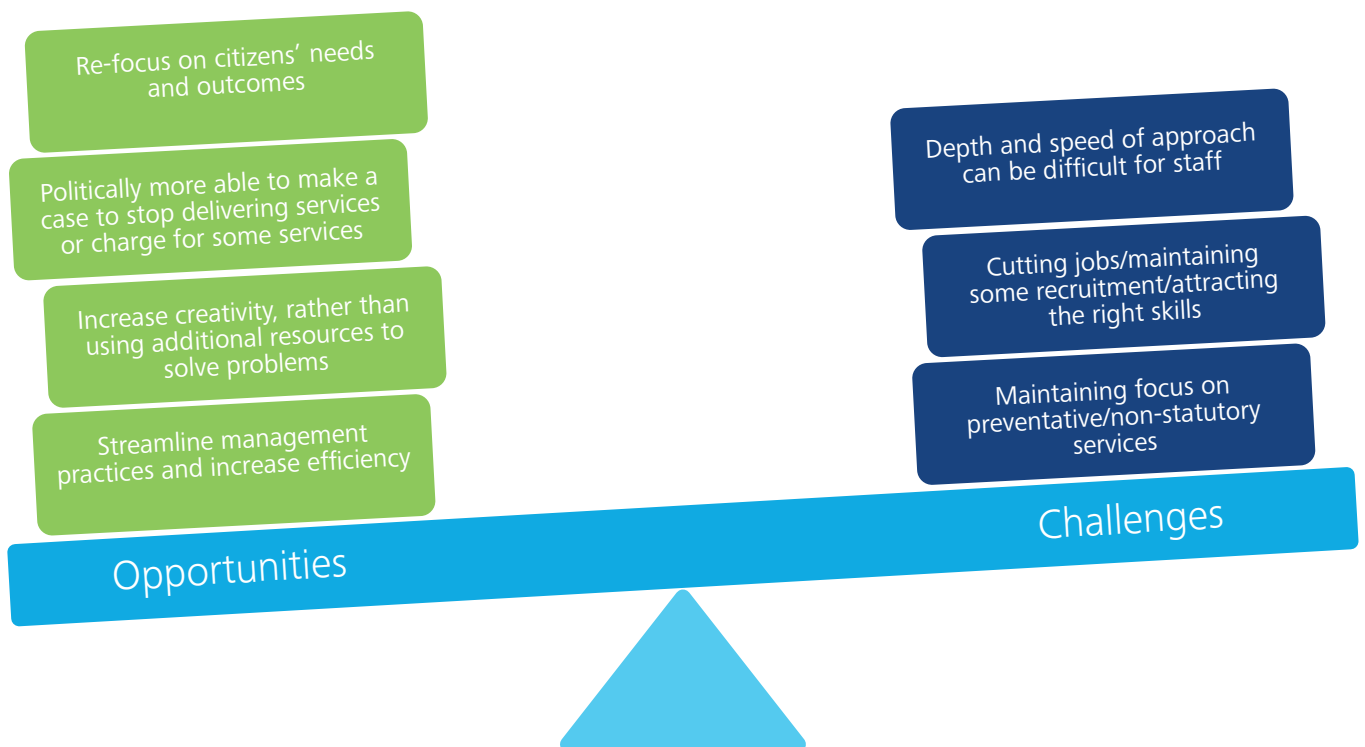 Re-focus on citizens’ needs
and outcomes
Politically more able to make a
case to stop delivering services
or charge for some services
Increase creativity, rather than
using additional resources to
solve problems
Streamline management
practices and increase efficiency
Opportunities
Depth and speed of approach
can be difficult for staff
Cutting jobs/maintaining
some recruitment/attracting
the right skills
Maintaining focus on
preventative/non-statutory
services
Challenges